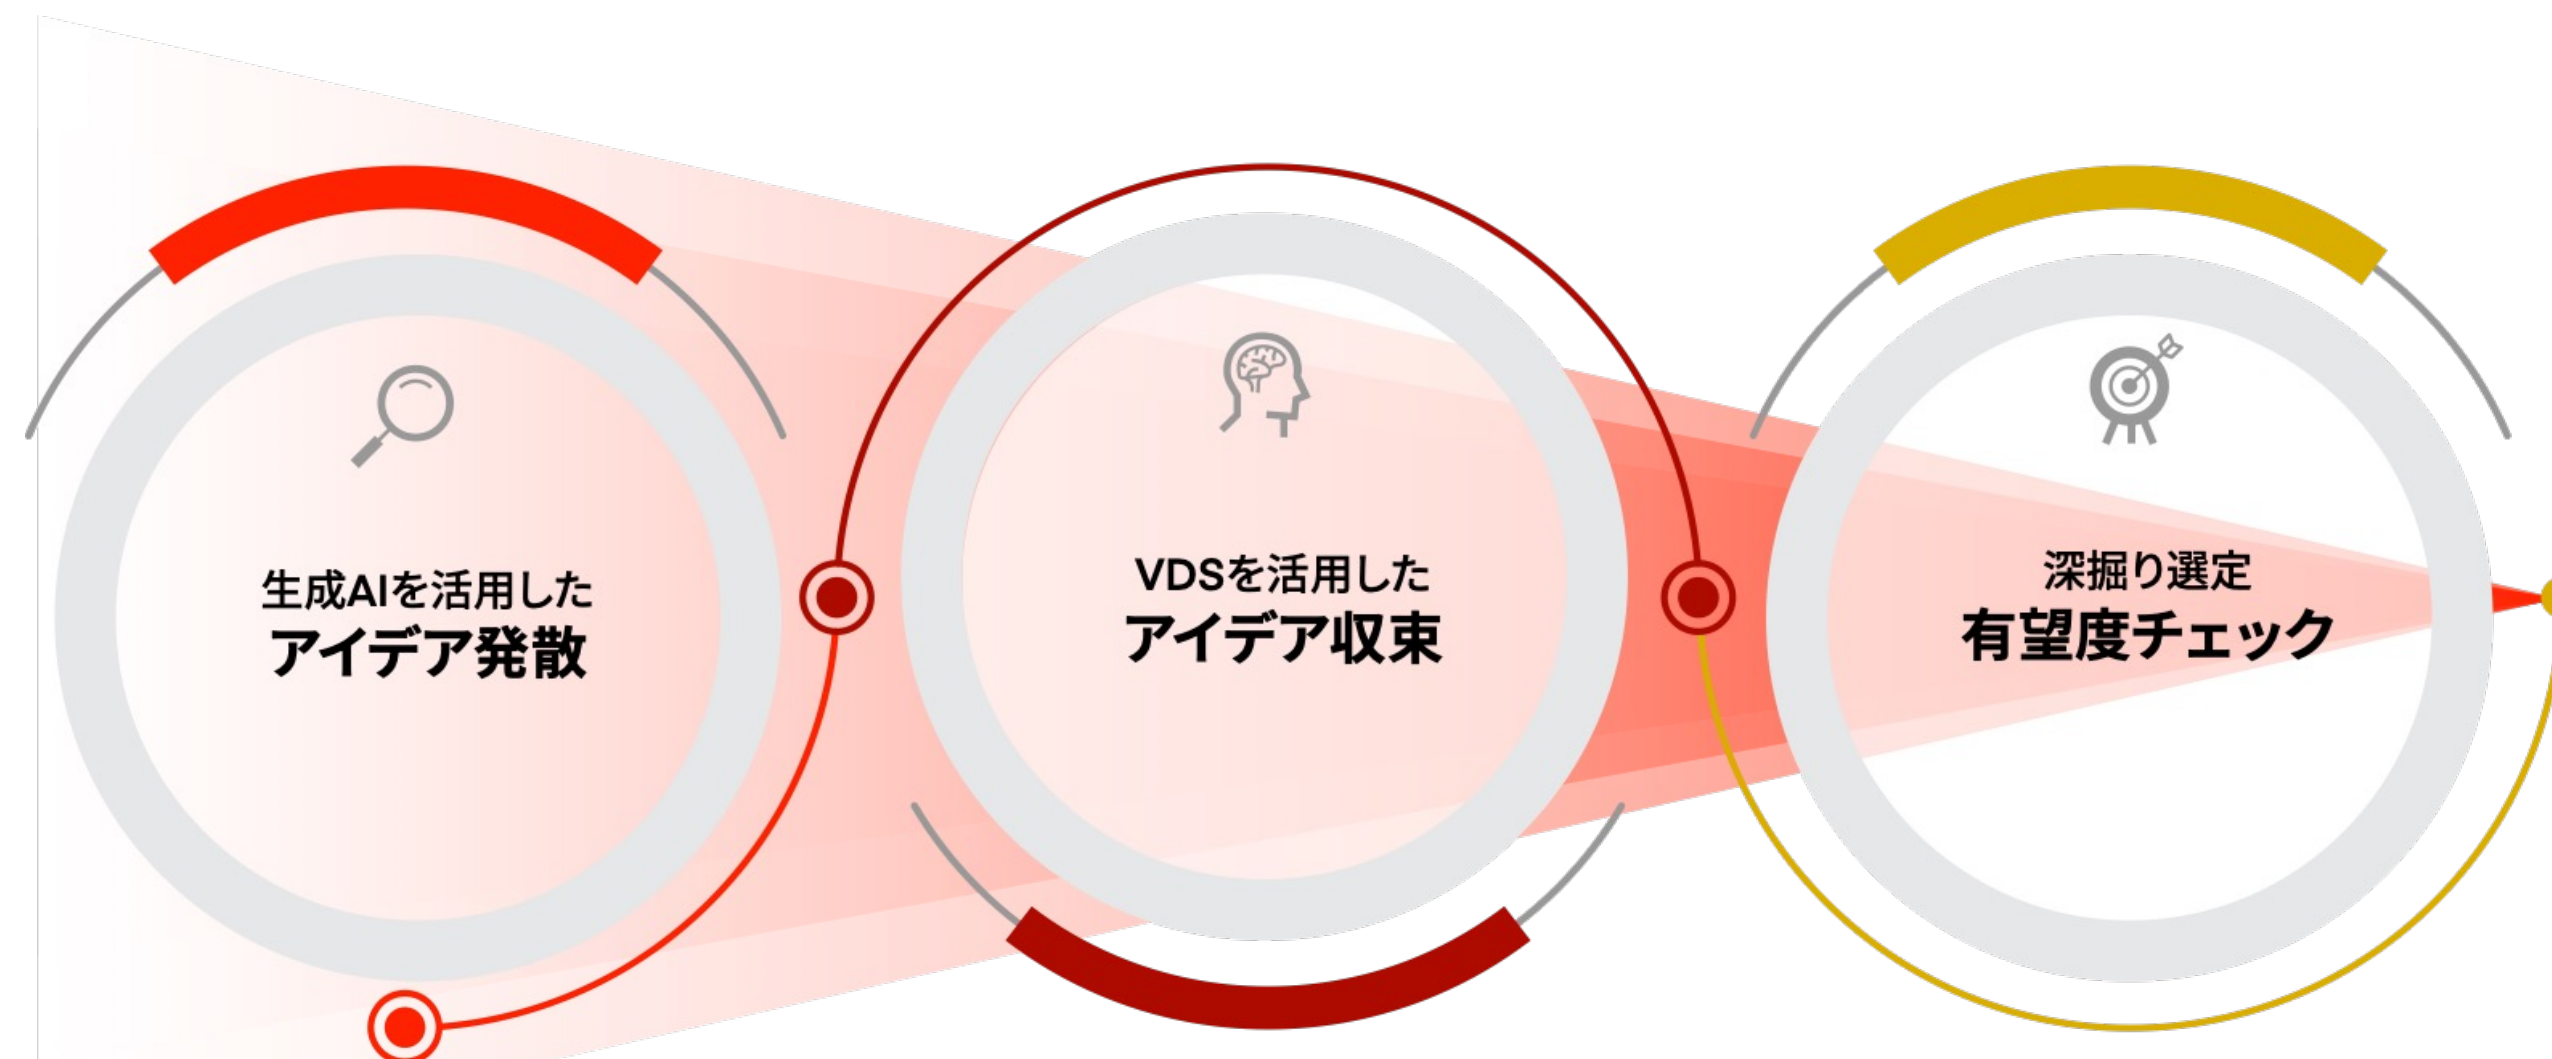 生成AIを活用した
アイデア発散
VDSを活用した
アイデア収束
深掘り選定
有望度チェック